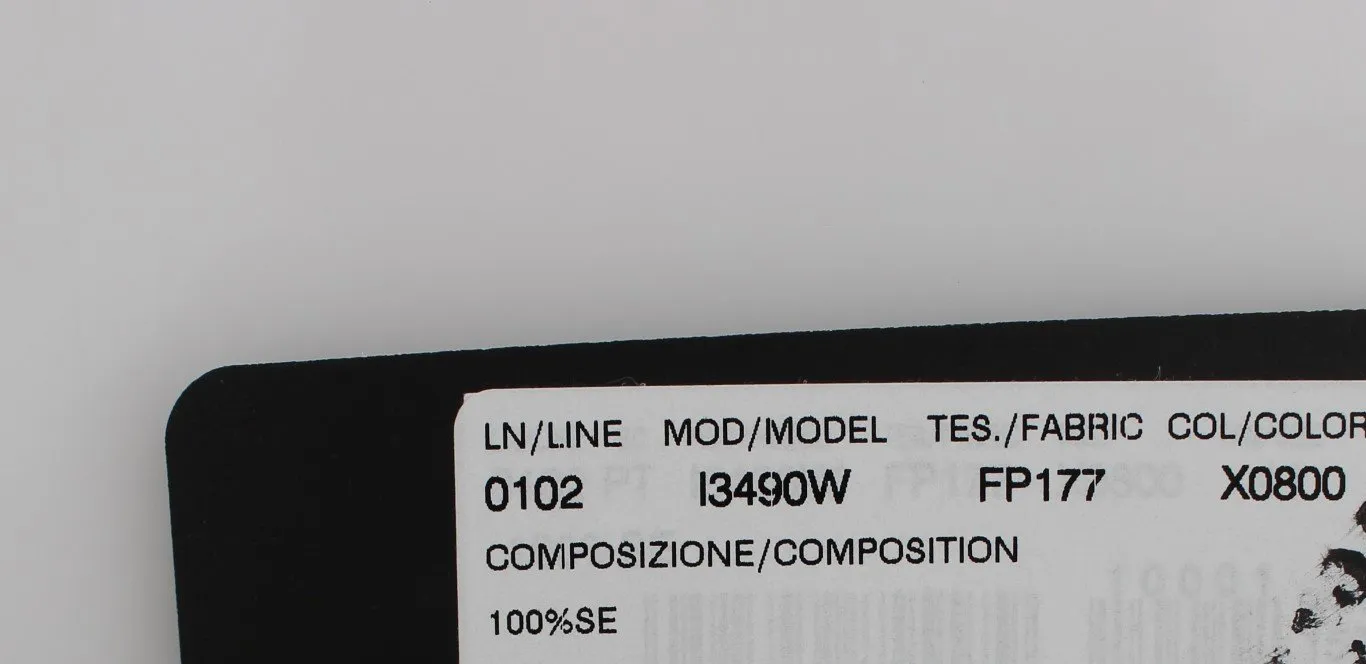 LN/LINE MOD/MODEL TES./FABRIC COL/COLOR
0102 I3490W FP177 X0800
COMPOSIZIONE/COMPOSITION
100%SE